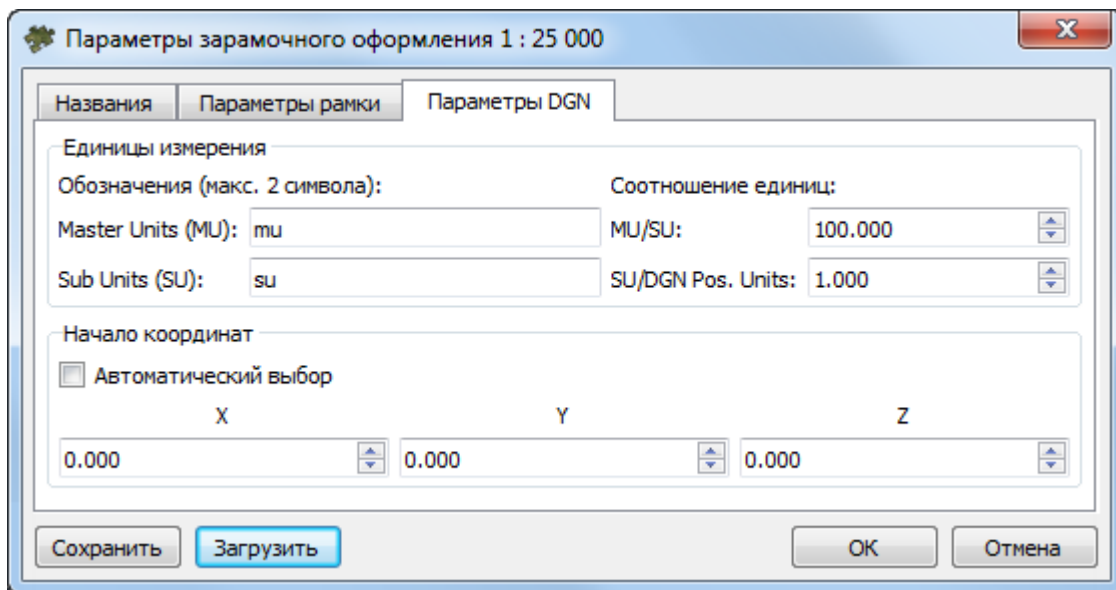 Параметры зарамочного оформления 1 : 25 000
Названия Параметры рамки Параметры DGN
Единицы измерения
Обозначения (макс. 2 символа): Соотношение единиц:
Master Units (MU): mu MU/SU: 100.000
Sub Units (SU): su SU/DGN Pos. Units: 1.000
Начало координат
Автоматический выбор
X Y Z
0.000 0.000 0.000
Сохранить Загрузить OK Отмена